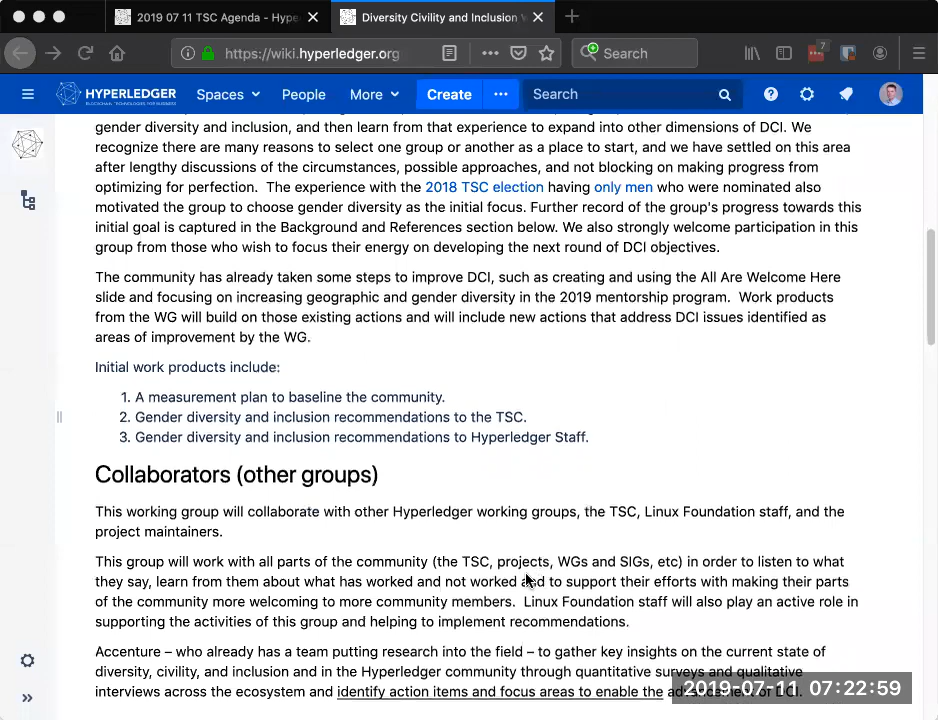 2019 07 11 TSC Agenda - Hype
Diversity Civility and Inclusion
https://wiki.hyperledger.org
Search
7
HYPERLEDGER
BLOCKCHAIN TECHNOLOGIES FOR BUSINESS
Spaces
People
More
Create
Search
gender diversity and inclusion, and then learn from that experience to expand into other dimensions of DCI. We
recognize there are many reasons to select one group or another as a place to start, and we have settled on this area
after lengthy discussions of the circumstances, possible approaches, and not blocking on making progress from
optimizing for perfection. The experience with the 2018 TSC election having only men who were nominated also
motivated the group to choose gender diversity as the initial focus. Further record of the group's progress towards this
initial goal is captured in the Background and References section below. We also strongly welcome participation in this
group from those who wish to focus their energy on developing the next round of DCI objectives.
The community has already taken some steps to improve DCI, such as creating and using the All Are Welcome Here
slide and focusing on increasing geographic and gender diversity in the 2019 mentorship program. Work products
from the WG will build on those existing actions and will include new actions that address DCI issues identified as
areas of improvement by the WG.
Initial work products include:
1. A measurement plan to baseline the community.
2. Gender diversity and inclusion recommendations to the TSC.
3. Gender diversity and inclusion recommendations to Hyperledger Staff.
Collaborators (other groups)
This working group will collaborate with other Hyperledger working groups, the TSC, Linux Foundation staff, and the
project maintainers.
This group will work with all parts of the community (the TSC, projects, WGs and SIGs, etc) in order to listen to what
they say, learn from them about what has worked and not worked and to support their efforts with making their parts
of the community more welcoming to more community members. Linux Foundation staff will also play an active role in
supporting the activities of this group and helping to implement recommendations.
Accenture – who already has a team putting research into the field – to gather key insights on the current state of
diversity, civility, and inclusion and in the Hyperledger community through quantitative surveys and qualitative
interviews across the ecosystem and identify action items and focus areas to enable the advancement of DCI.
2019-07-11 07:22:59